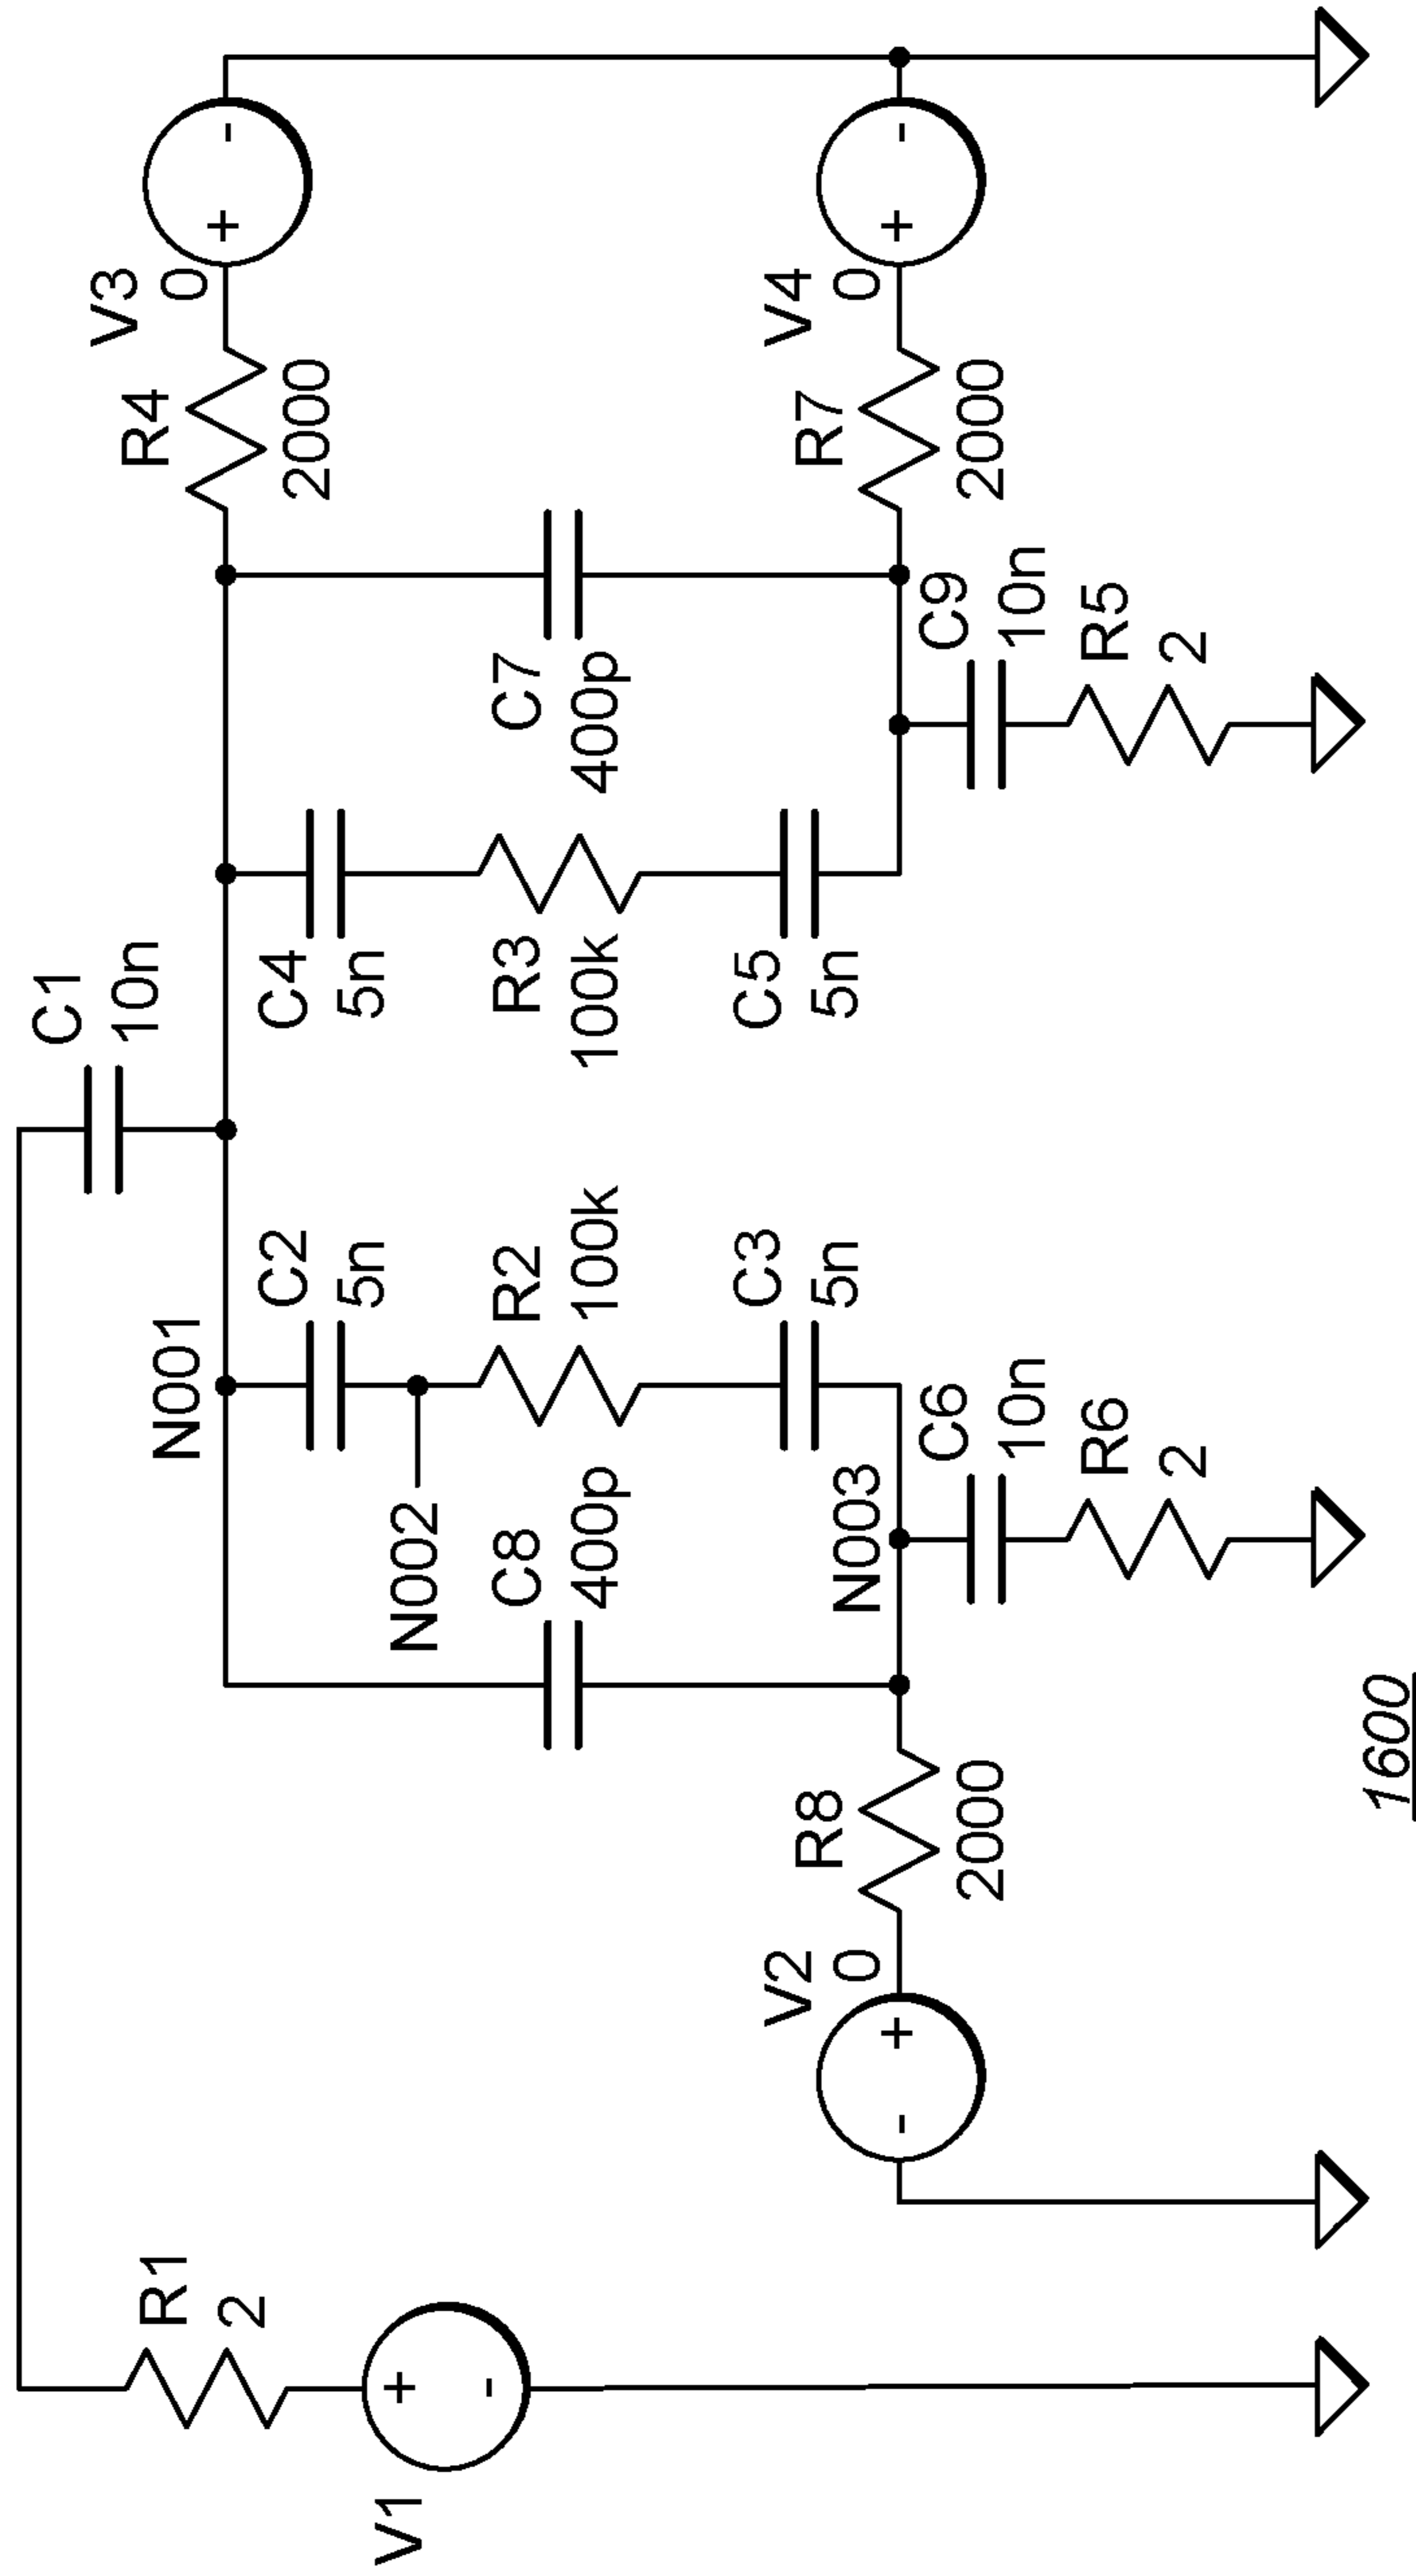 C1
10n
R1
2
V1
+
-
N001
C2
5n
N002
R2
100k
C3
5n
C8
400p
N003
C6
10n
R6
2
R8
2000
V2
0
+
-
C4
5n
R3
100k
C5
5n
C7
400p
C9
10n
R5
2
R4
2000
V3
0
+
-
R7
2000
V4
0
+
-
1600